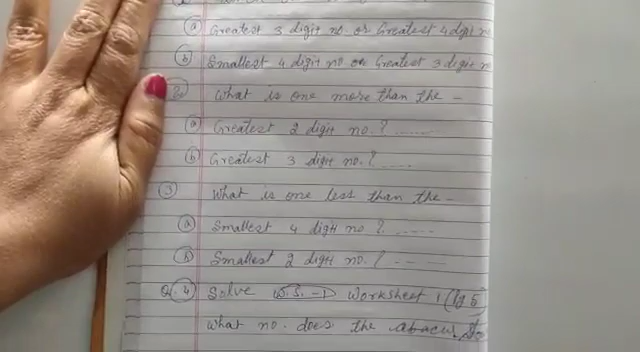 (a) Greatest 3 digit no. or Greatest 4 digit n
(b) Smallest 4 digit no or Greatest 3 digit n
2) What is one more than the -
(a) Greatest 2 digit no.? ......
(b) Greatest 3 digit no.? ....
(3) What is one less than the -
(a) Smallest 4 digit no? -----
(b) Smallest 2 digit no.? -- --
Q.4) Solve W.S.-D Worksheet 1 (Pg 5)
What no. does the abacus